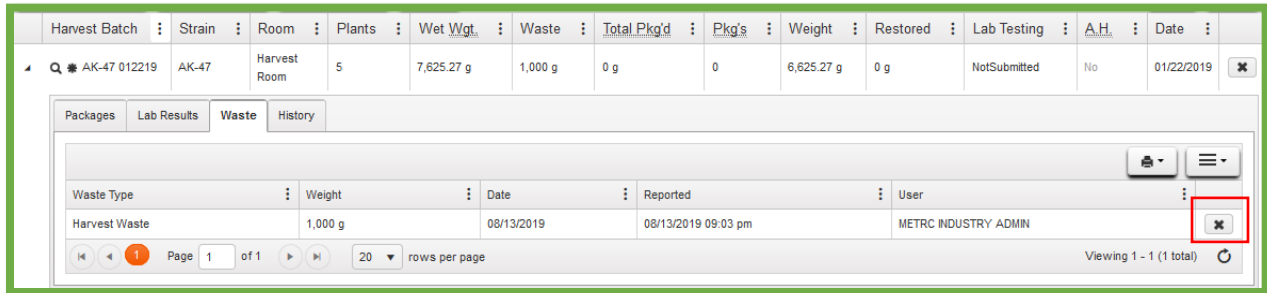 Harvest Batch Strain Room Plants Wet Wgt. Waste Total Pkg'd Pkg's Weight Restored Lab Testing A.H. Date
AK-47 012219 AK-47 Harvest Room 5 7,625.27 g 1,000 g 0 g 0 6,625.27 g 0 g NotSubmitted No 01/22/2019
Packages Lab Results Waste History
Waste Type Weight Date Reported User
Harvest Waste 1,000 g 08/13/2019 08/13/2019 09:03 pm METRC INDUSTRY ADMIN
1 Page 1 of 1 20 rows per page Viewing 1 - 1 (1 total)